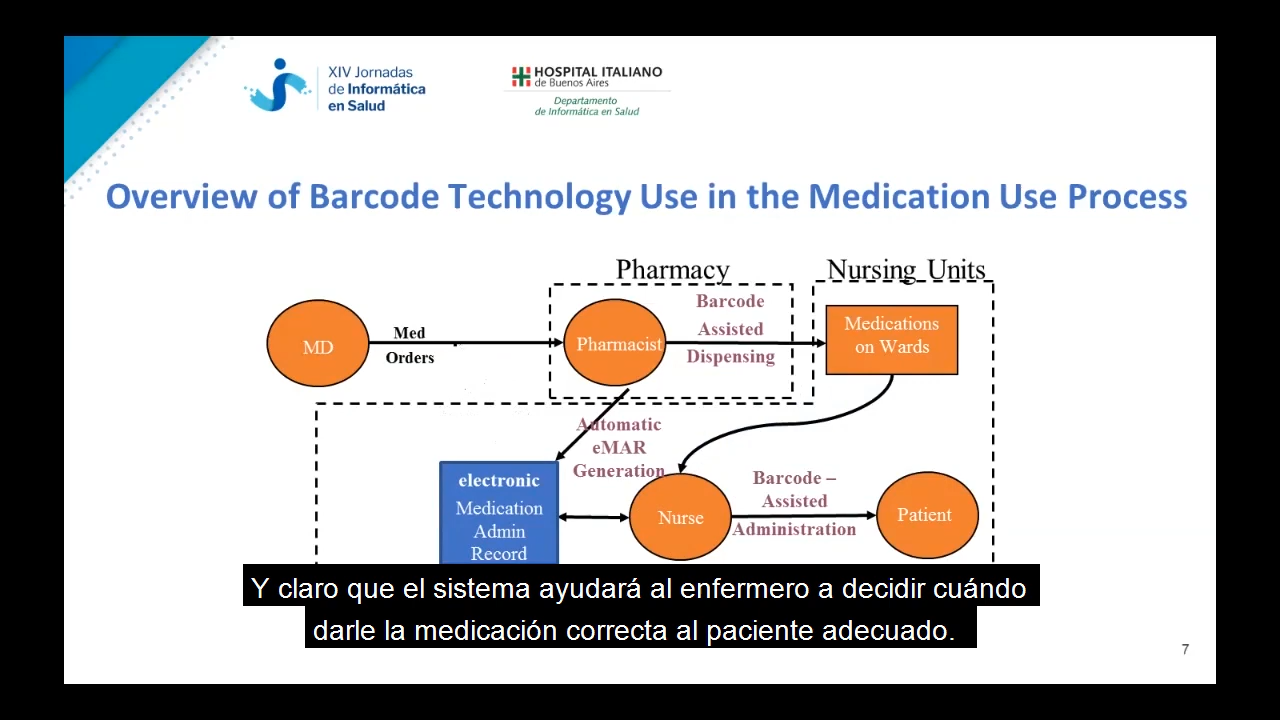 XIV Jornadas
de Informática
en Salud
HOSPITAL ITALIANO
de Buenos Aires
Departamento
de Informática en Salud
Overview of Barcode Technology Use in the Medication Use Process
Pharmacy
Nursing Units
MD
Med
Orders
Pharmacist
Barcode
Assisted
Dispensing
Medications
on Wards
Automatic
eMAR
Generation
electronic
Medication
Admin
Record
Nurse
Barcode –
Assisted
Administration
Patient
Y claro que el sistema ayudará al enfermero a decidir cuándo
darle la medicación correcta al paciente adecuado.
7